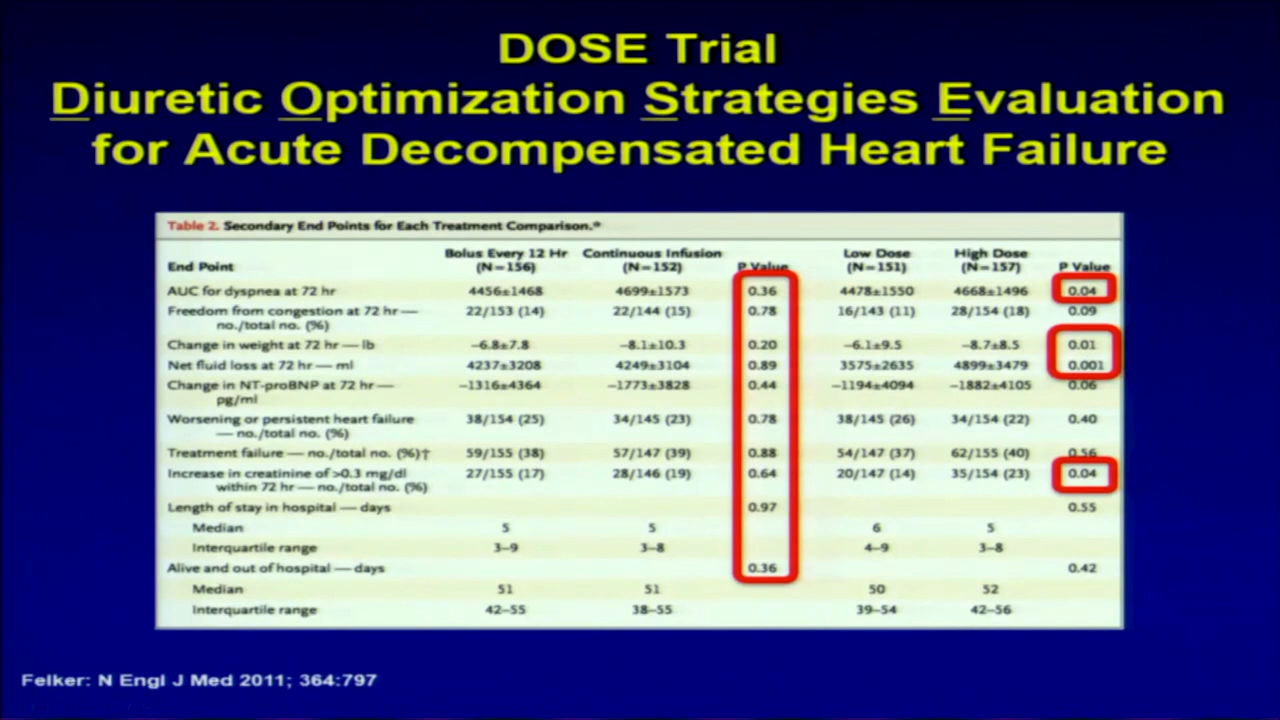 DOSE Trial
Diuretic Optimization Strategies Evaluation
for Acute Decompensated Heart Failure
Table 2. Secondary End Points for Each Treatment Comparison.*
End Point Bolus Every 12 Hr (N=156) Continuous Infusion (N=152) P Value Low Dose (N=151) High Dose (N=157) P Value
AUC for dyspnea at 72 hr 4456±1468 4699±1573 0.36 4478±1550 4668±1496 0.04
Freedom from congestion at 72 hr — 22/153 (14) 22/144 (15) 0.78 16/143 (11) 28/154 (18) 0.09
no./total no. (%)
Change in weight at 72 hr — lb −6.8±7.8 −8.1±10.3 0.20 −6.1±9.5 −8.7±8.5 0.01
Net fluid loss at 72 hr — ml 4237±3208 4249±3104 0.89 3575±2635 4899±3479 0.001
Change in NT-proBNP at 72 hr — −1316±4364 −1773±3828 0.44 −1194±4094 −1882±4105 0.06
pg/ml
Worsening or persistent heart failure 38/154 (25) 34/145 (23) 0.78 38/145 (26) 34/154 (22) 0.40
— no./total no. (%)
Treatment failure — no./total no. (%)† 59/155 (38) 57/147 (39) 0.88 54/147 (37) 62/155 (40) 0.56
Increase in creatinine of >0.3 mg/dl 27/155 (17) 28/146 (19) 0.64 20/147 (14) 35/154 (23) 0.04
within 72 hr — no./total no. (%)
Length of stay in hospital — days 0.97 0.55
Median 5 5 6 5
Interquartile range 3–9 3–8 4–9 3–8
Alive and out of hospital — days 0.36 0.42
Median 51 51 50 52
Interquartile range 42–55 38–55 39–54 42–56
Felker: N Engl J Med 2011; 364:797